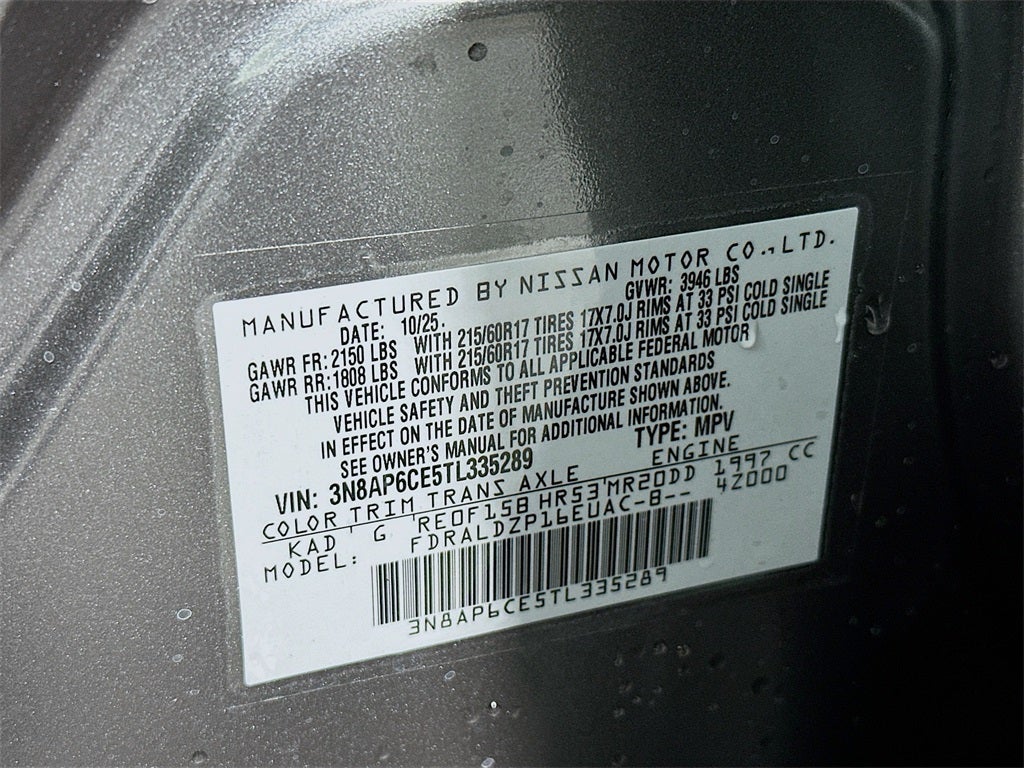 MANUFACTURED BY NISSAN MOTOR CO.,LTD.
DATE: 10/25. GVWR: 3946 LBS
GAWR FR: 2150 LBS WITH 215/60R17 TIRES 17X7.0J RIMS AT 33 PSI COLD SINGLE
GAWR RR: 1808 LBS WITH 215/60R17 TIRES 17X7.0J RIMS AT 33 PSI COLD SINGLE
THIS VEHICLE CONFORMS TO ALL APPLICABLE FEDERAL MOTOR
VEHICLE SAFETY AND THEFT PREVENTION STANDARDS
IN EFFECT ON THE DATE OF MANUFACTURE SHOWN ABOVE.
SEE OWNER'S MANUAL FOR ADDITIONAL INFORMATION.
VIN: 3N8AP6CE5TL335289 TYPE: MPV
COLOR TRIM TRANS AXLE ENGINE
KAD ' G 'RE0F15B HR53'MR20DD 1997 CC
4Z000
MODEL: FDRALDZP16EUAC-B--
3N8AP6CE5TL335289